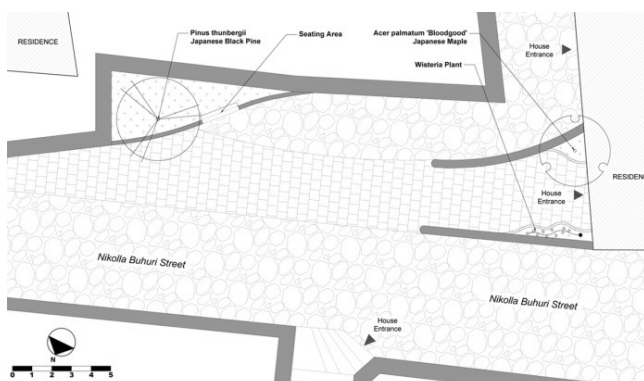 RESIDENCE
Pinus thunbergii
Japanese Black Pine
Seating Area
Acer palmatum 'Bloodgood'
Japanese Maple
Wisteria Plant
House
Entrance
House
Entrance
RESIDEN
Nikolla Buhuri Street
Nikolla Buhuri Street
House
Entrance
N
0 1 2 3 4 5